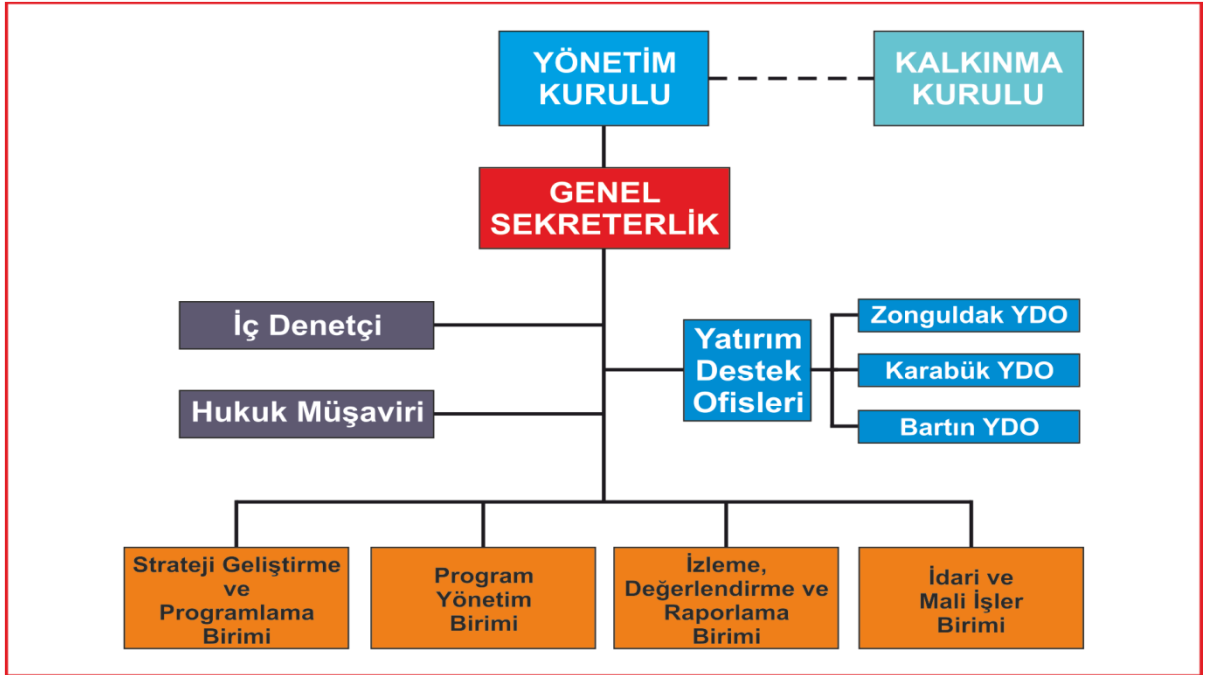 YÖNETİM
KURULU
KALKINMA
KURULU
GENEL
SEKRETERLİK
İç Denetçi
Hukuk Müşaviri
Yatırım
Destek
Ofisleri
Zonguldak YDO
Karabük YDO
Bartın YDO
Strateji Geliştirme
ve
Programlama
Birimi
Program
Yönetim
Birimi
İzleme,
Değerlendirme ve
Raporlama
Birimi
İdari ve
Mali İşler
Birimi